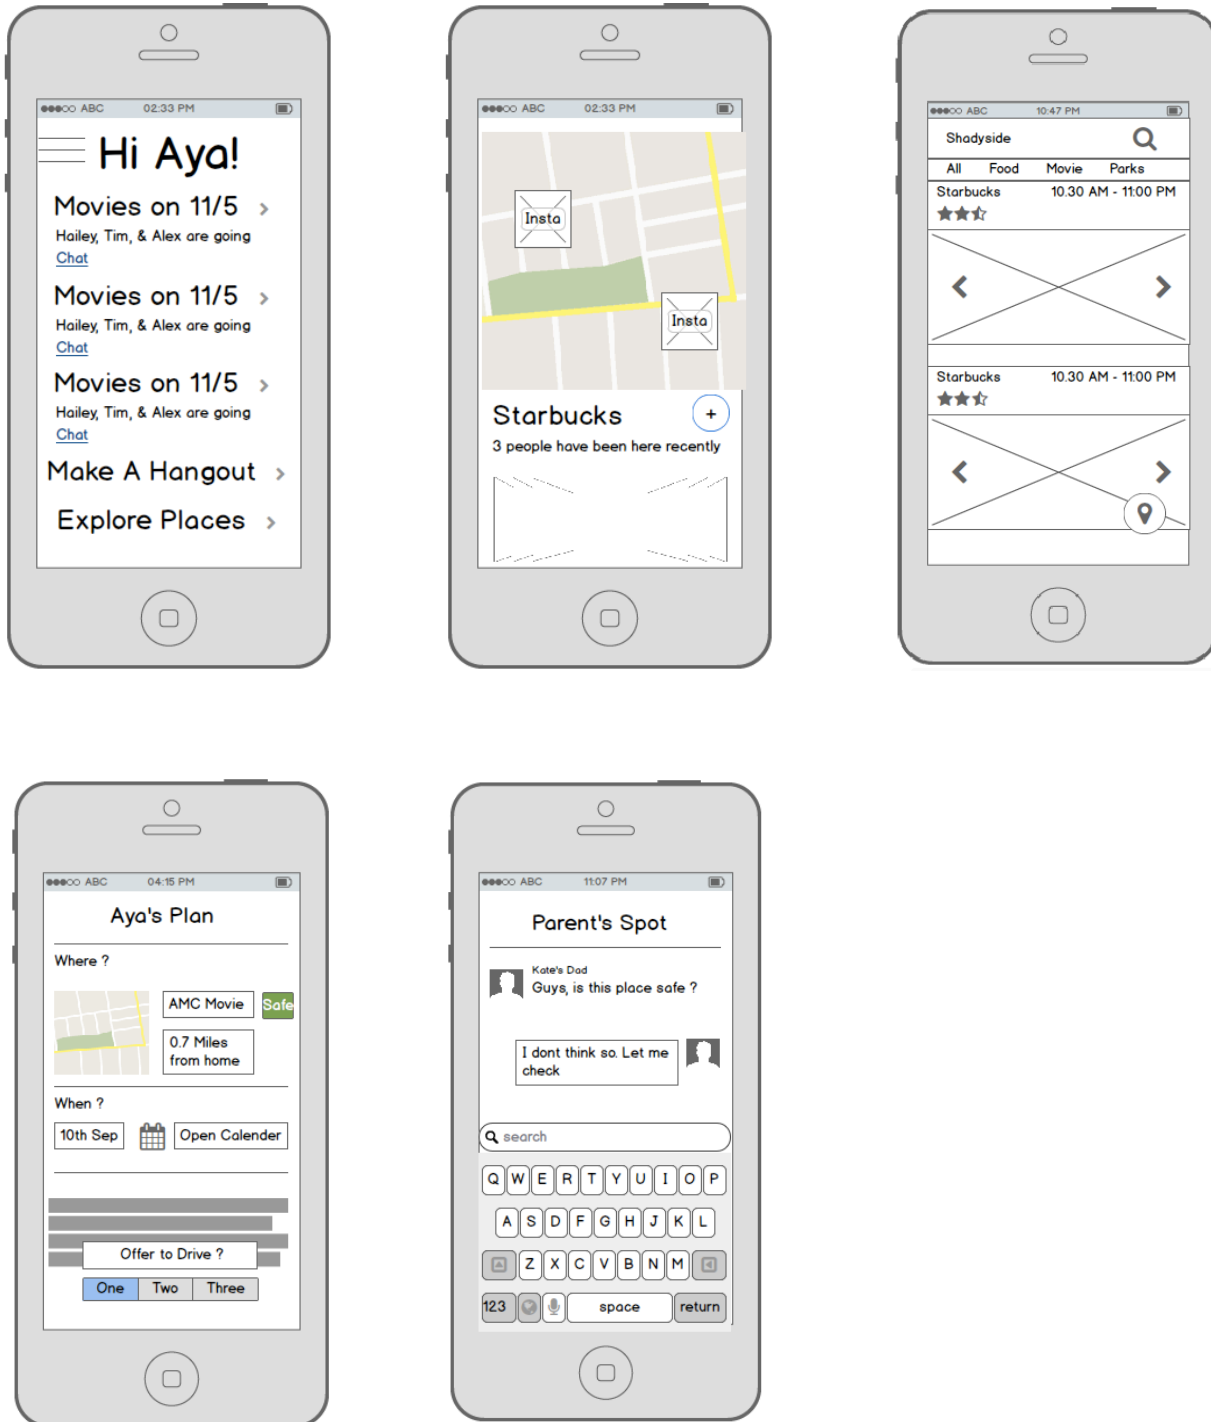 ABC 02:33 PM
Hi Aya!
Movies on 11/5
Hailey, Tim, & Alex are going
Chat
Movies on 11/5
Hailey, Tim, & Alex are going
Chat
Movies on 11/5
Hailey, Tim, & Alex are going
Chat
Make A Hangout
Explore Places
ABC 02:33 PM
Insta
Insta
Starbucks +
3 people have been here recently
ABC 10:47 PM
Shadyside
All Food Movie Parks
Starbucks 10.30 AM - 11:00 PM
Starbucks 10.30 AM - 11:00 PM
ABC 04:15 PM
Aya's Plan
Where ?
AMC Movie Safe
0.7 Miles
from home
When ?
10th Sep Open Calender
Offer to Drive ?
One Two Three
ABC 11:07 PM
Parent's Spot
Kate's Dad
Guys, is this place safe ?
I dont think so. Let me
check
search
Q W E R T Y U I O P
A S D F G H J K L
Z X C V B N M
123 space return